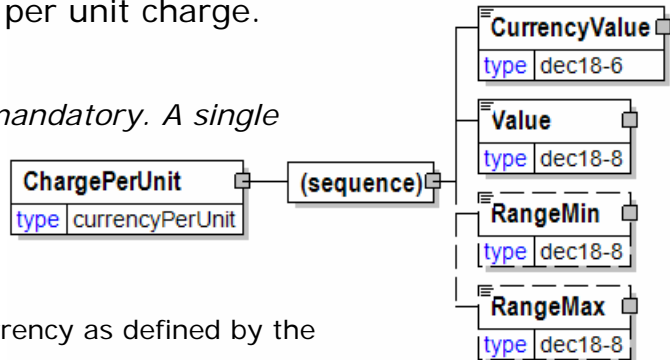 per unit charge.
CurrencyValue
type dec18-6
mandatory. A single
Value
type dec18-8
ChargePerUnit
type currencyPerUnit
(sequence)
RangeMin
type dec18-8
RangeMax
type dec18-8
rrency as defined by the